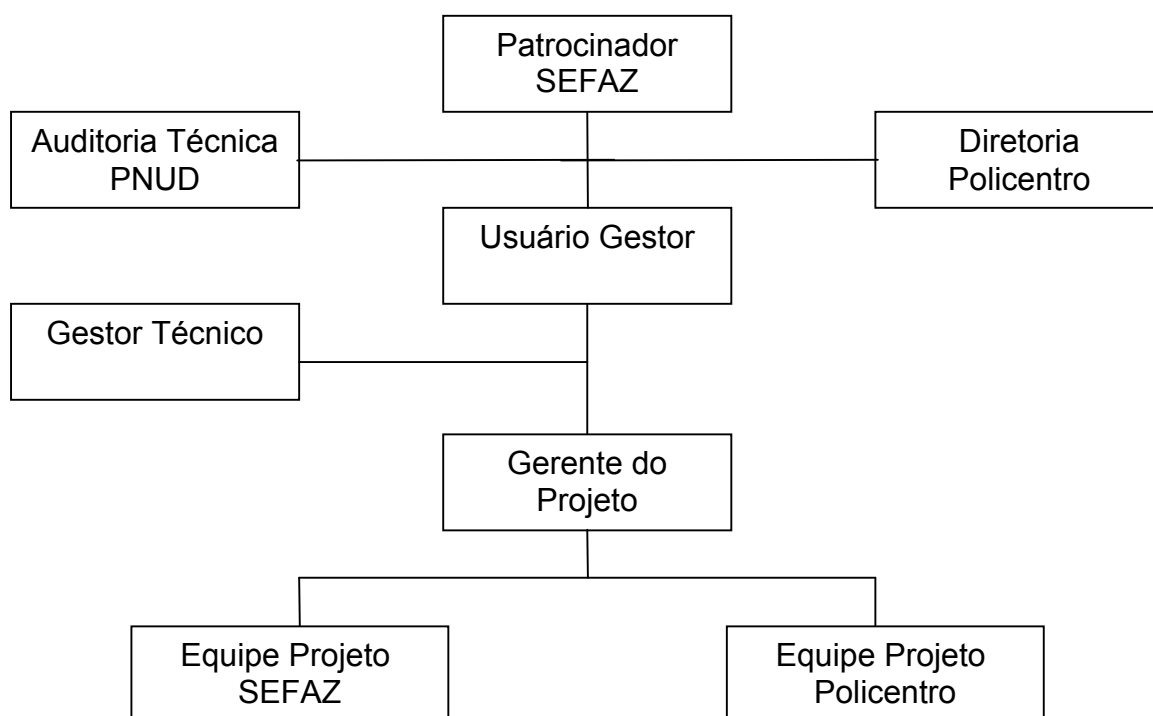 Patrocinador
SEFAZ
Auditoria Técnica
PNUD
Diretoria
Policentro
Usuário Gestor
Gestor Técnico
Gerente do
Projeto
Equipe Projeto
SEFAZ
Equipe Projeto
Policentro